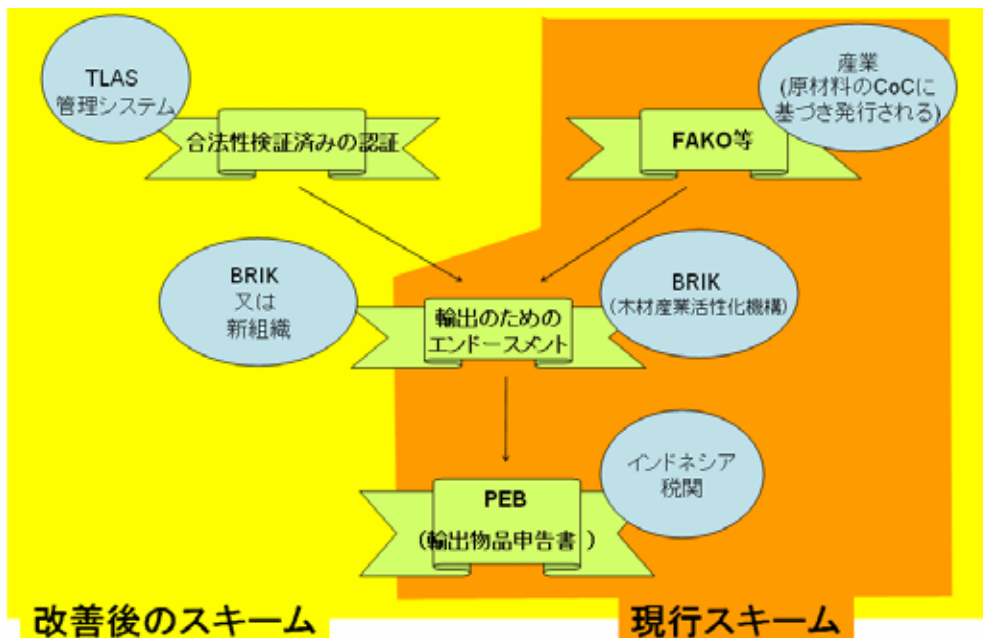 TLAS
管理システム
合法性検証済みの認証
産業
(原材料のCoCに
基づき発行される)
FAKO等
BRIK
又は
新組織
輸出のための
エンドースメント
BRIK
(木材産業活性化機構)
インドネシア
税関
PEB
(輸出物品申告書 )
改善後のスキーム
現行スキーム